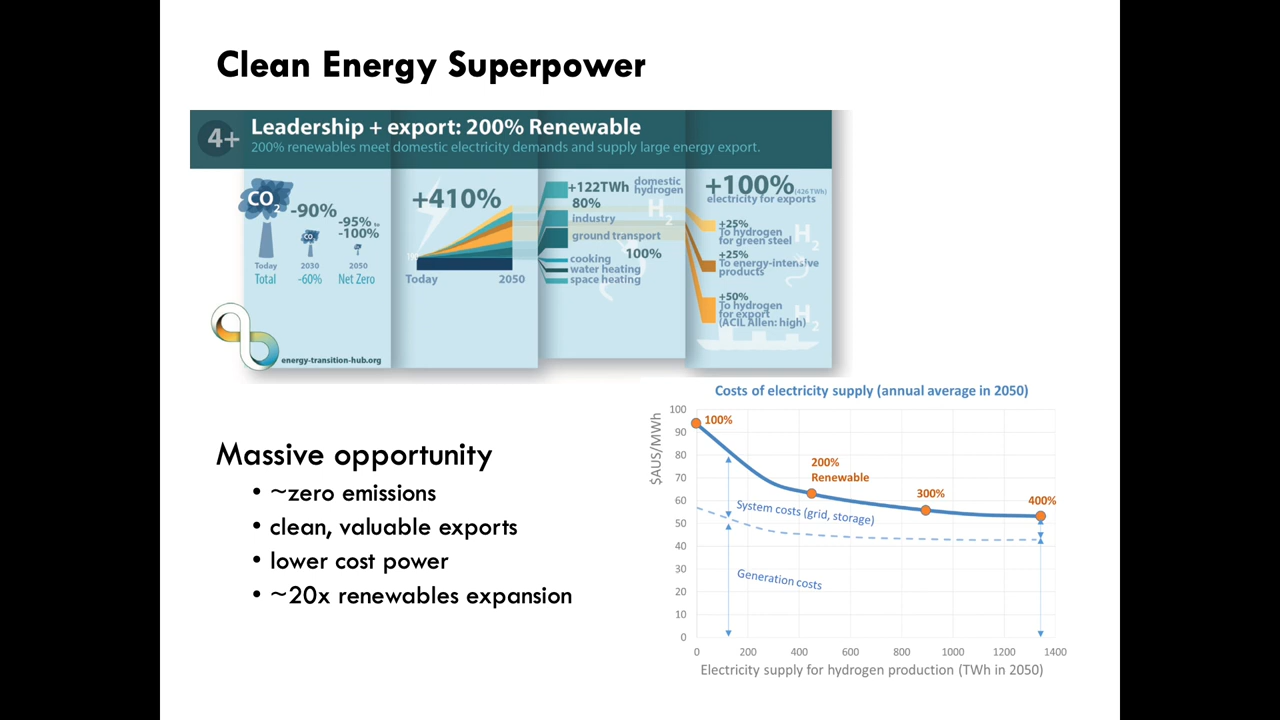 Clean Energy Superpower
4+
Leadership + export: 200% Renewable
200% renewables meet domestic electricity demands and supply large energy export.
CO2
-90%
CO2
-95% to
-100%
Today
2030
2050
Total
-60%
Net Zero
energy-transition-hub.org
+410%
Today
2050
+122TWh
domestic
hydrogen
80%
H2
industry
ground transport
100%
cooking
water heating
space heating
+100% (426 TWh)
electricity for exports
+25%
To hydrogen
for green steel
H2
+25%
To energy-intensive
products
+50%
To hydrogen
for export
(ACIL Allen: high)
H2
Massive opportunity
• ~zero emissions
• clean, valuable exports
• lower cost power
• ~20x renewables expansion
Costs of electricity supply (annual average in 2050)
$AUS/MWh
100
90
80
70
60
50
40
30
20
10
0
100%
200%
Renewable
300%
400%
System costs (grid, storage)
Generation costs
0
200
400
600
800
1000
1200
1400
Electricity supply for hydrogen production (TWh in 2050)